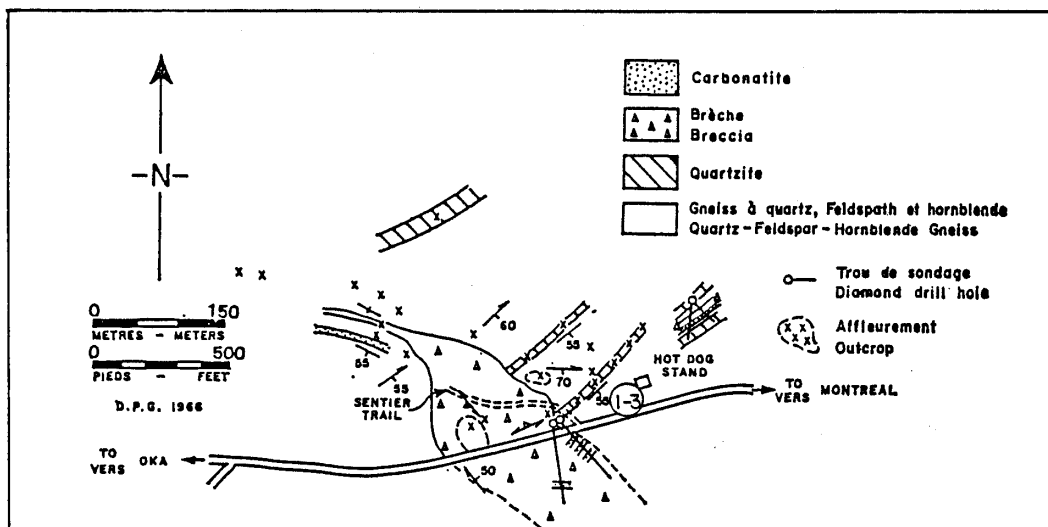 -N-
0 150
METRES - METERS
0 500
PIEDS - FEET
D.P.G. 1966
Carbonatite
Brèche
Breccia
Quartzite
Gneiss à quartz, Feldspath et hornblende
Quartz-Feldspar-Hornblende Gneiss
Trou de sondage
Diamond drill hole
Affleurement
Outcrop
60
55
55
55
70
55
HOT DOG
STAND
1-3
SENTIER
TRAIL
TO
VERS MONTREAL
TO
VERS OKA
50